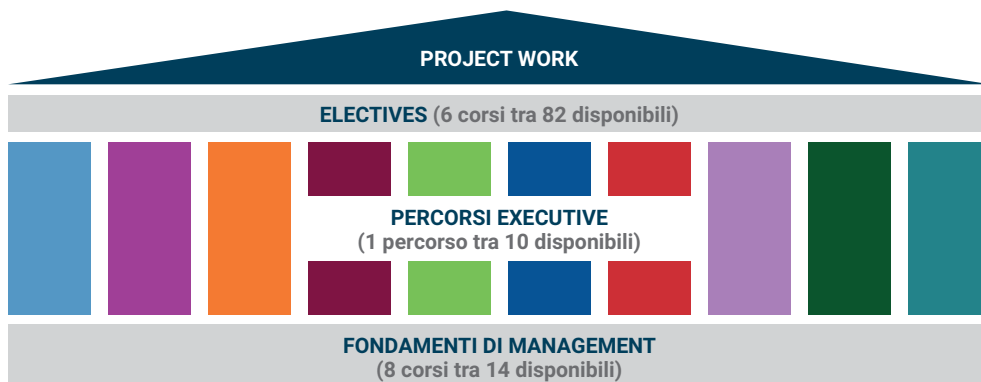 PROJECT WORK
ELECTIVES (6 corsi tra 82 disponibili)
PERCORSI EXECUTIVE
(1 percorso tra 10 disponibili)
FONDAMENTI DI MANAGEMENT
(8 corsi tra 14 disponibili)